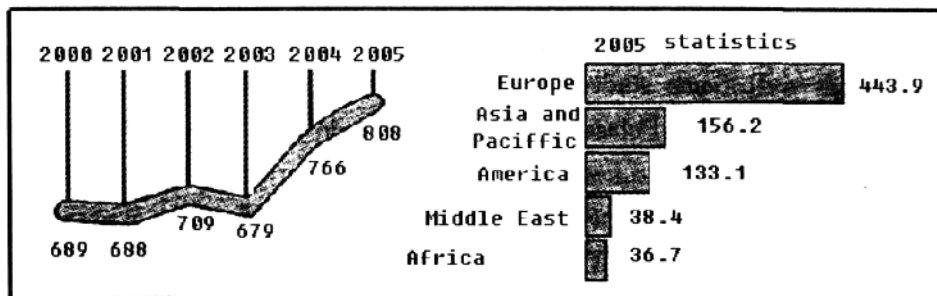 2000 2001 2002 2003 2004 2005
689 688 709 679 766 808
2005 statistics
Europe 443.9
Asia and
Paciffic 156.2
America 133.1
Middle East 38.4
Africa 36.7